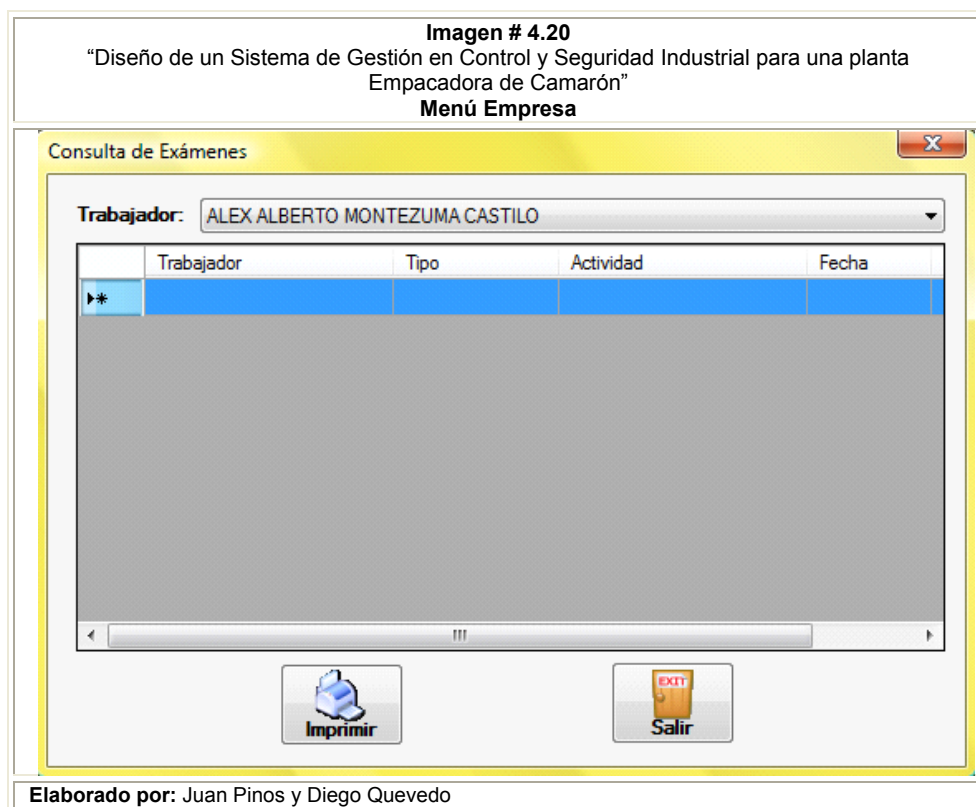 Imagen # 4.20
“Diseño de un Sistema de Gestión en Control y Seguridad Industrial para una planta
Empacadora de Camarón”
Menú Empresa
Consulta de Exámenes
Trabajador: ALEX ALBERTO MONTEZUMA CASTILO
Trabajador Tipo Actividad Fecha
Imprimir
EXIT
Salir
Elaborado por: Juan Pinos y Diego Quevedo